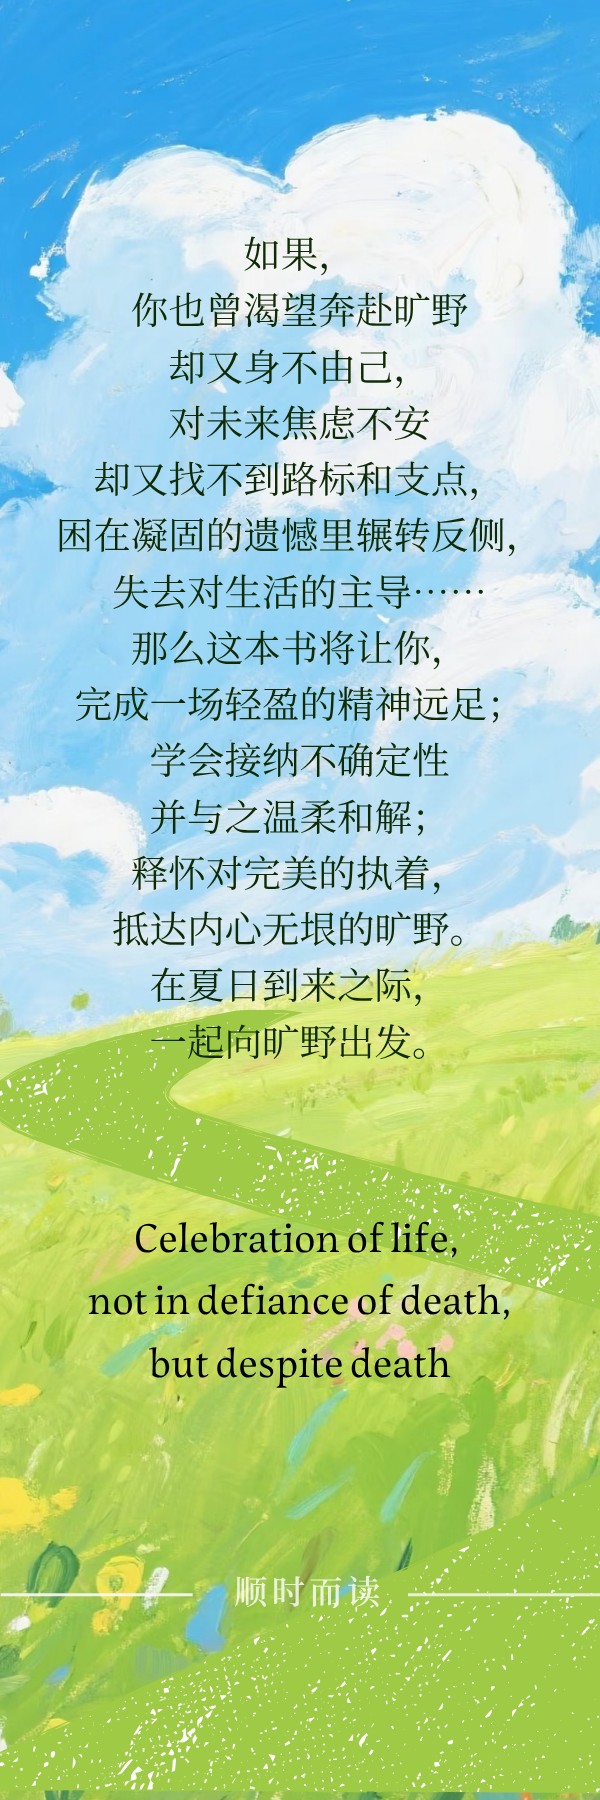 如果，
你也曾渴望奔赴旷野
却又身不由己，
对未来焦虑不安
却又找不到路标和支点，
困在凝固的遗憾里辗转反侧，
失去对生活的主导……
那么这本书将让你，
完成一场轻盈的精神远足；
学会接纳不确定性
并与之温柔和解；
释怀对完美的执着，
抵达内心无垠的旷野。
在夏日到来之际，
一起向旷野出发。
Celebration of life,
not in defiance of death,
but despite death
顺时而读